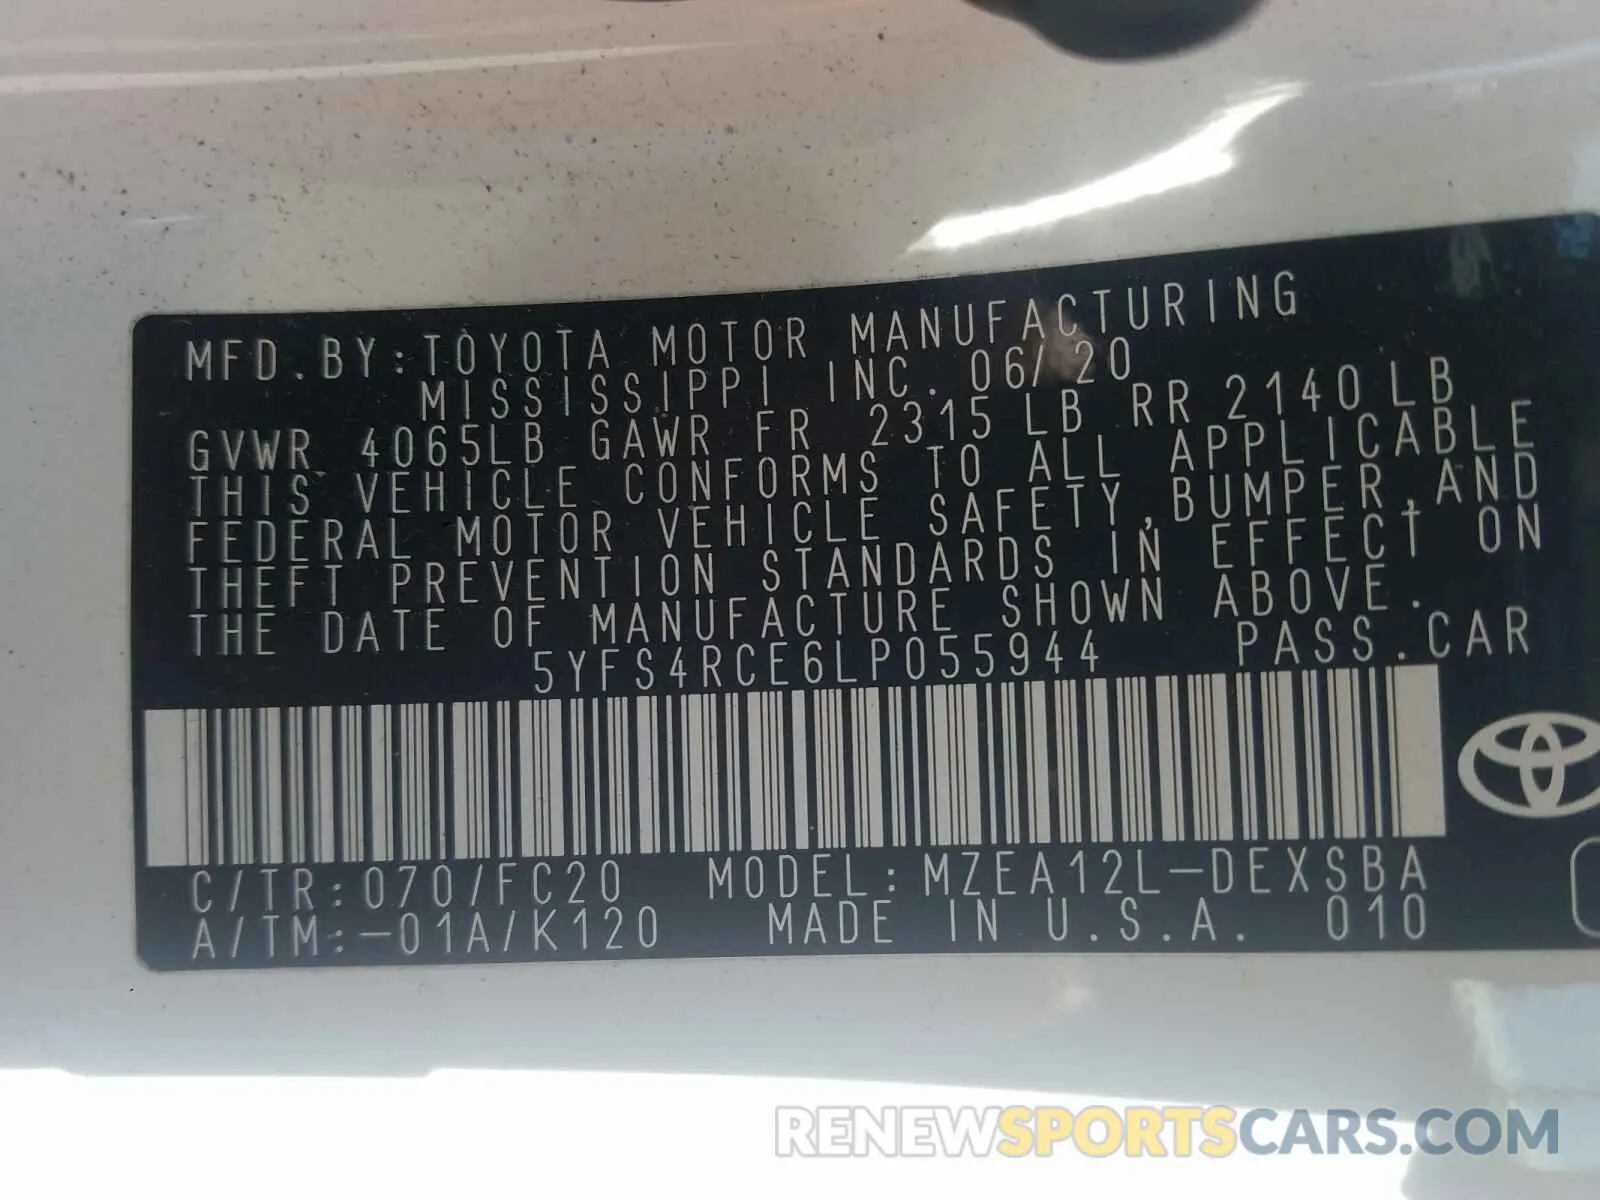 MFD.BY:TOYOTA MOTOR MANUFACTURING
MISSISSIPPI INC. 06/20
GVWR 4065LB GAWR FR 2315 LB RR 2140LB
THIS VEHICLE CONFORMS TO ALL APPLICABLE
FEDERAL MOTOR VEHICLE SAFETY,BUMPER,AND
THEFT PREVENTION STANDARDS IN EFFECT ON
THE DATE OF MANUFACTURE SHOWN ABOVE.
5YFS4RCE6LP055944 PASS.CAR
C/TR:070/FC20 MODEL:MZEA12L-DEXSBA
A/TM:-01A/K120 MADE IN U.S.A. 010
RENEWSPORTSCARS.COM